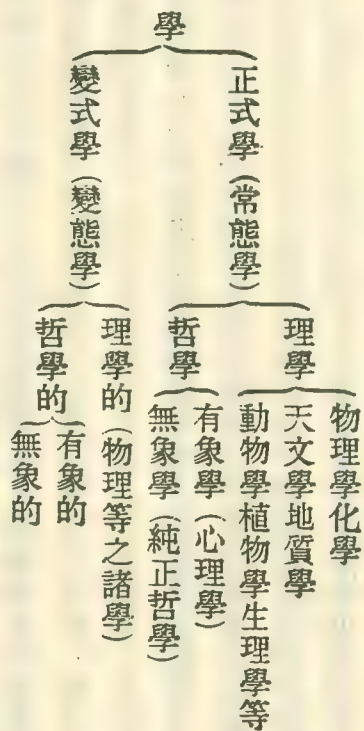 學
正式學（常態學）
理學
物理學化學
天文學地質學
動物學植物學生理學等
哲學
有象學（心理學）
無象學（純正哲學）
變式學（變態學）
理學的（物理等之諸學）
哲學的
有象的
無象的